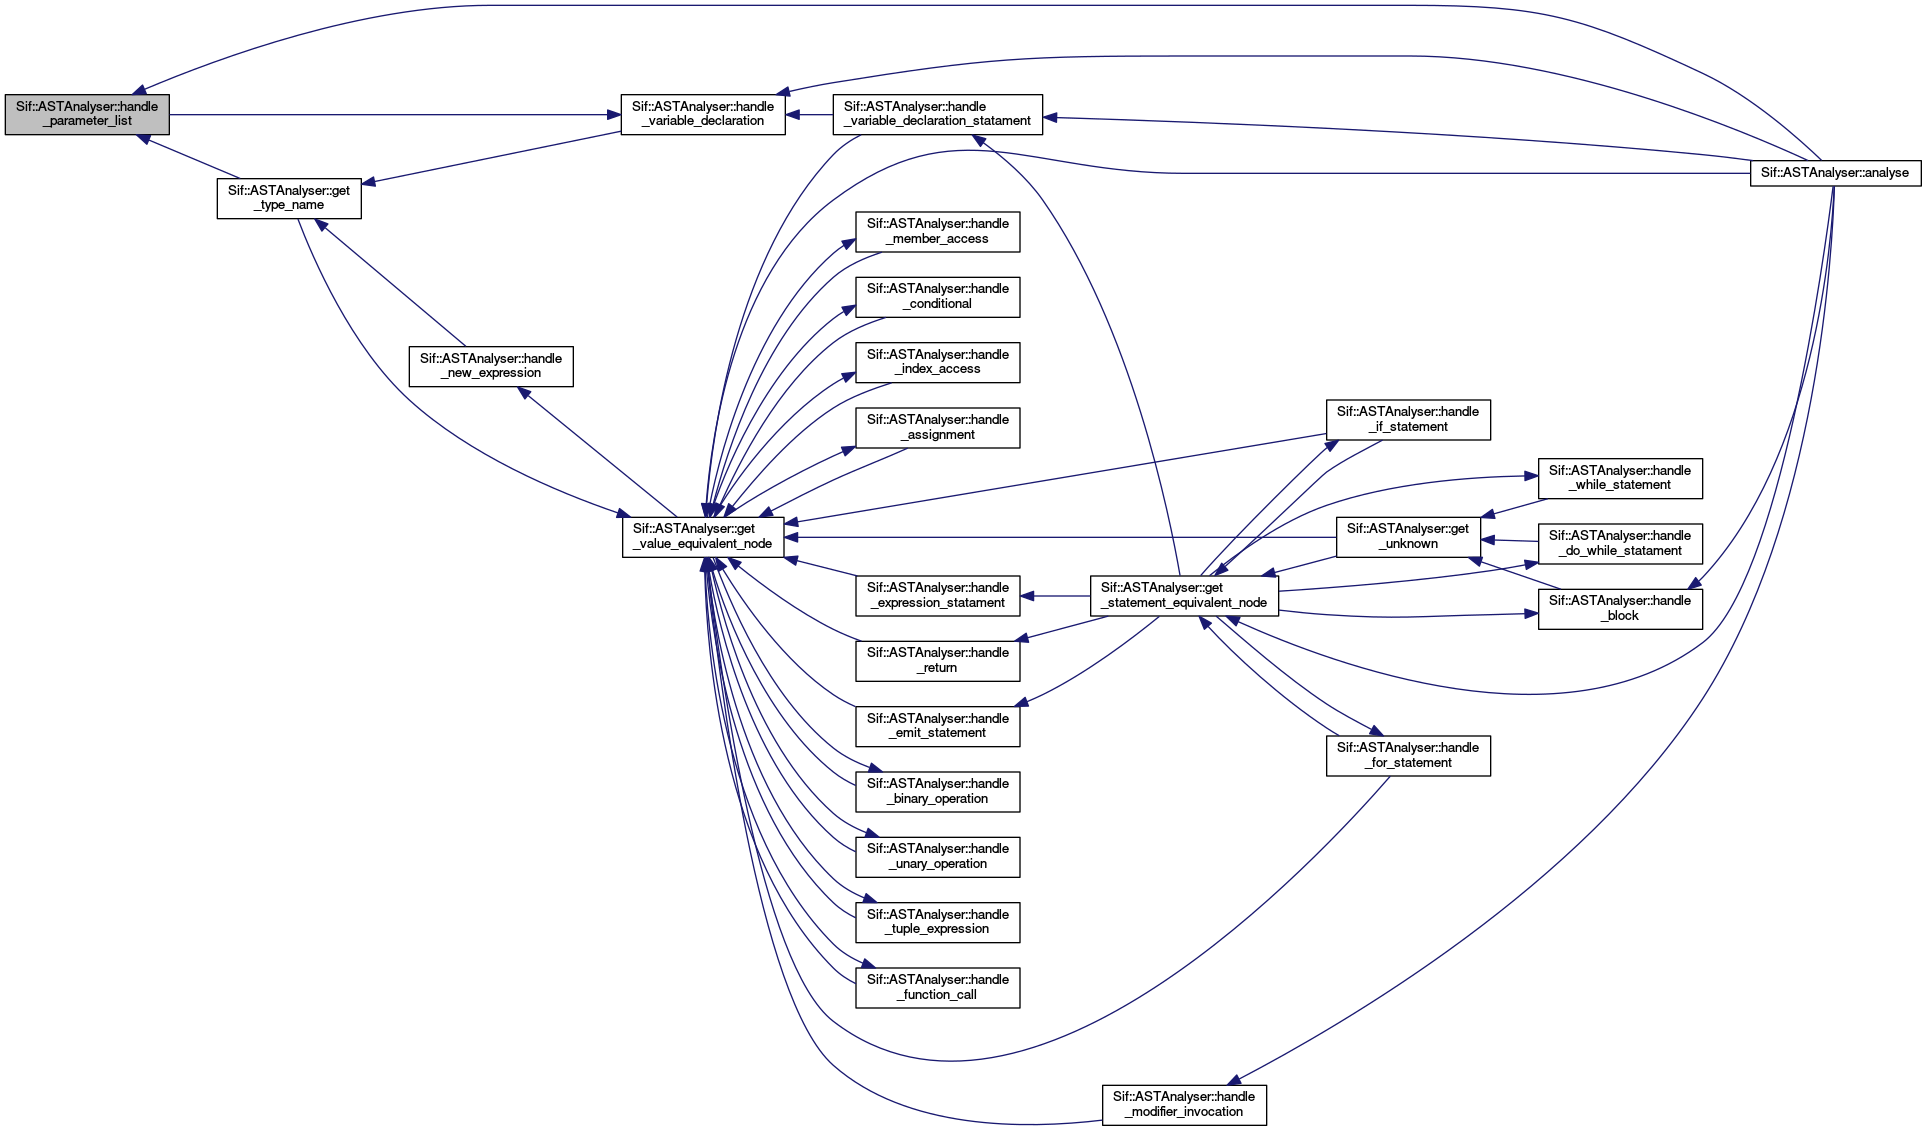 Sif::ASTAnalyser::handle
_parameter_list
Sif::ASTAnalyser::handle
_variable_declaration
Sif::ASTAnalyser::handle
_variable_declaration_statament
Sif::ASTAnalyser::analyse
Sif::ASTAnalyser::get
_type_name
Sif::ASTAnalyser::handle
_member_access
Sif::ASTAnalyser::handle
_conditional
Sif::ASTAnalyser::handle
_new_expression
Sif::ASTAnalyser::handle
_index_access
Sif::ASTAnalyser::handle
_assignment
Sif::ASTAnalyser::handle
_if_statement
Sif::ASTAnalyser::handle
_while_statement
Sif::ASTAnalyser::get
_value_equivalent_node
Sif::ASTAnalyser::get
_unknown
Sif::ASTAnalyser::handle
_do_while_statament
Sif::ASTAnalyser::handle
_expression_statament
Sif::ASTAnalyser::get
_statement_equivalent_node
Sif::ASTAnalyser::handle
_block
Sif::ASTAnalyser::handle
_return
Sif::ASTAnalyser::handle
_emit_statement
Sif::ASTAnalyser::handle
_for_statement
Sif::ASTAnalyser::handle
_binary_operation
Sif::ASTAnalyser::handle
_unary_operation
Sif::ASTAnalyser::handle
_tuple_expression
Sif::ASTAnalyser::handle
_function_call
Sif::ASTAnalyser::handle
_modifier_invocation